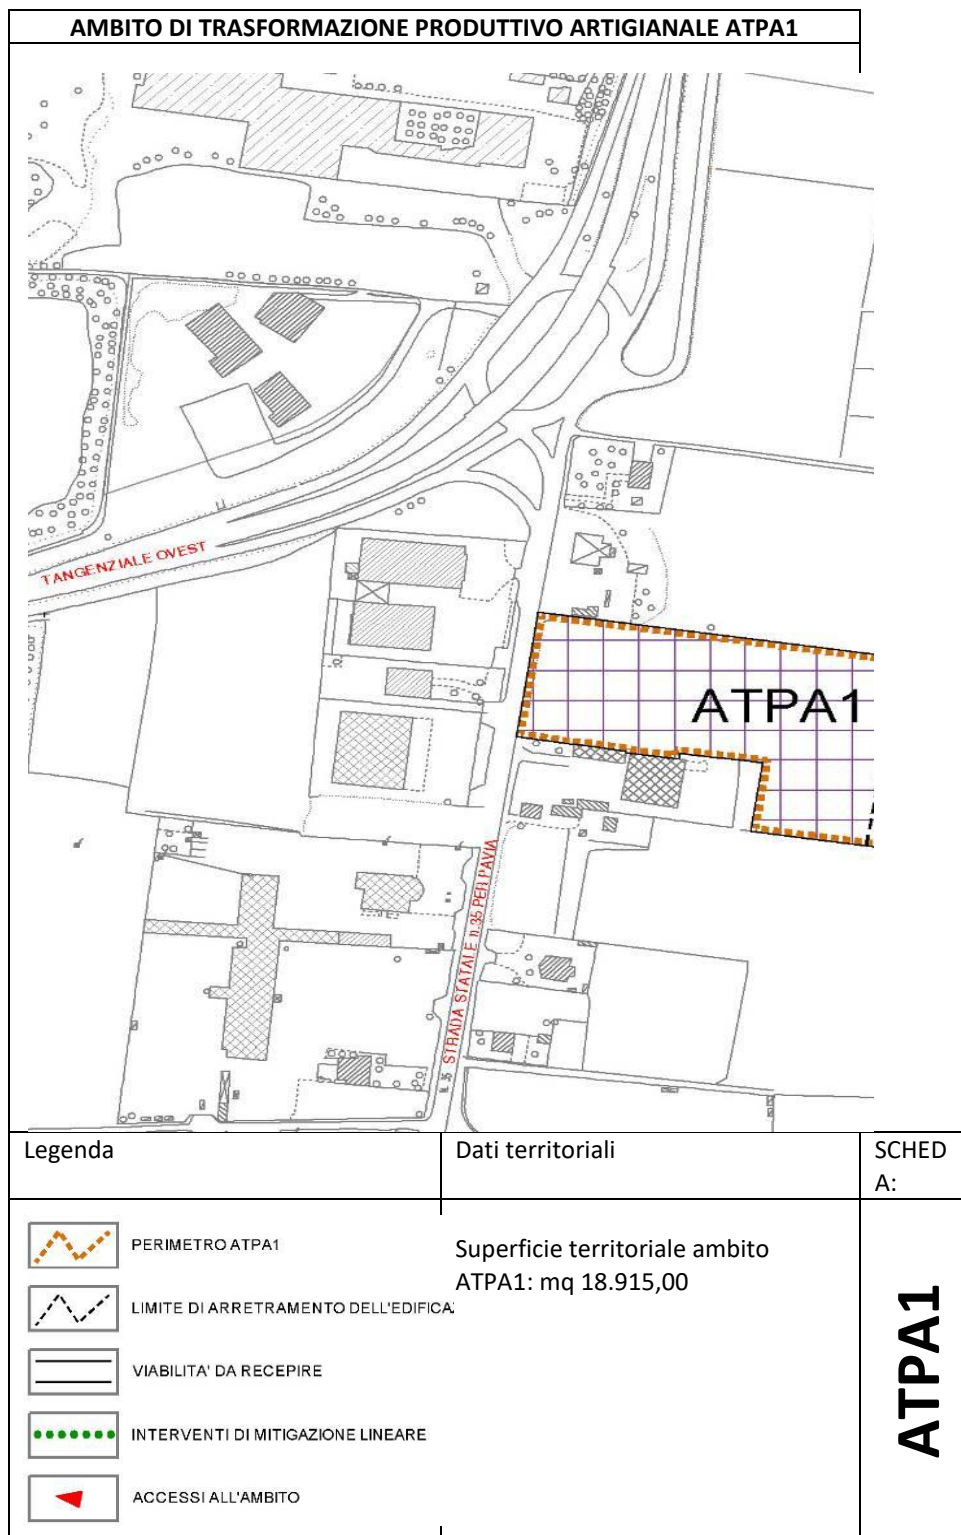 AMBITO DI TRASFORMAZIONE PRODUTTIVO ARTIGIANALE ATPA1
TANGENZIALE OVEST
ATPA1
STRADA STATALE n.35 PER PAVIA
Legenda
Dati territoriali
SCHED
A:
PERIMETRO ATPA1
LIMITE DI ARRETRAMENTO DELL'EDIFICA
VIABILITA' DA RECEPIRE
INTERVENTI DI MITIGAZIONE LINEARE
ACCESSI ALL'AMBITO
Superficie territoriale ambito
ATPA1: mq 18.915,00
ATPA1